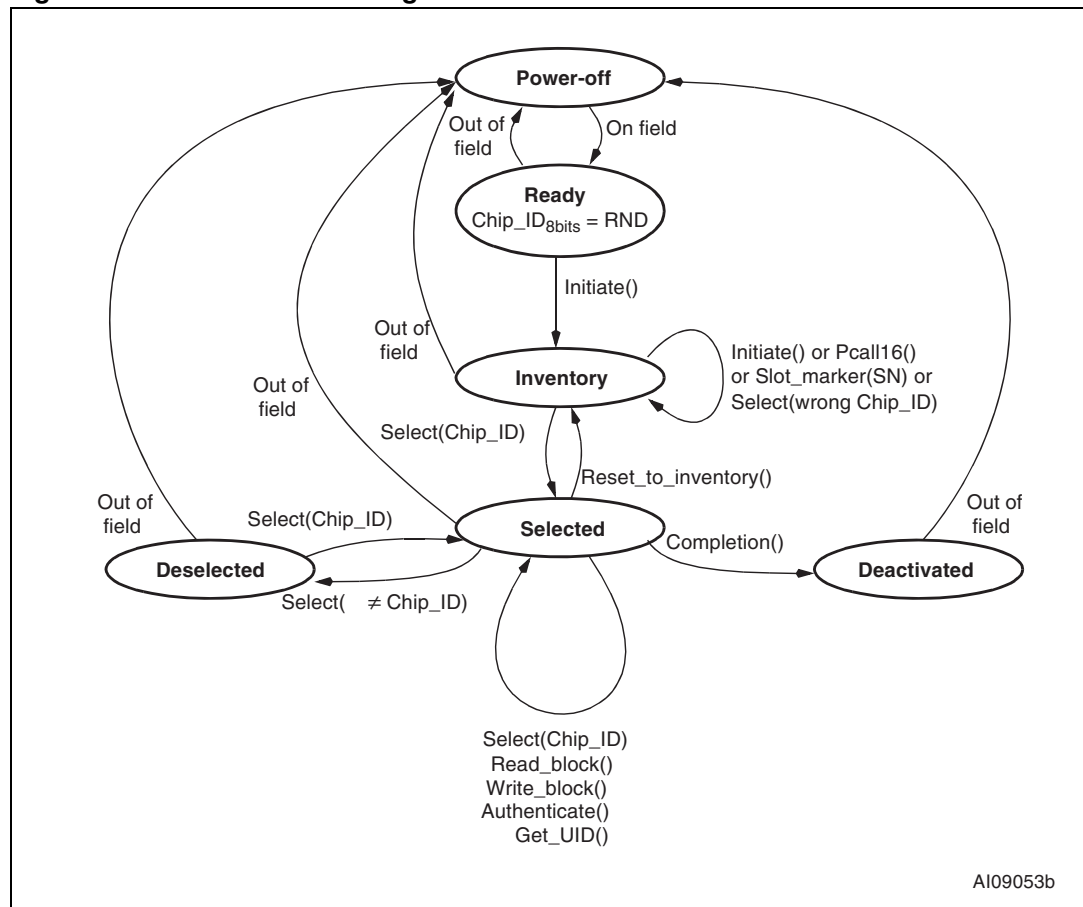 Power-off
Out of
field
On field
Ready
Chip_ID8bits = RND
Initiate()
Out of
field
Inventory
Initiate() or Pcall16()
or Slot_marker(SN) or
Select(wrong Chip_ID)
Out of
field
Select(Chip_ID)
Reset_to_inventory()
Out of
field
Select(Chip_ID)
Selected
Completion()
Out of
field
Deselected
Deactivated
Select( ≠ Chip_ID)
Select(Chip_ID)
Read_block()
Write_block()
Authenticate()
Get_UID()
AI09053b